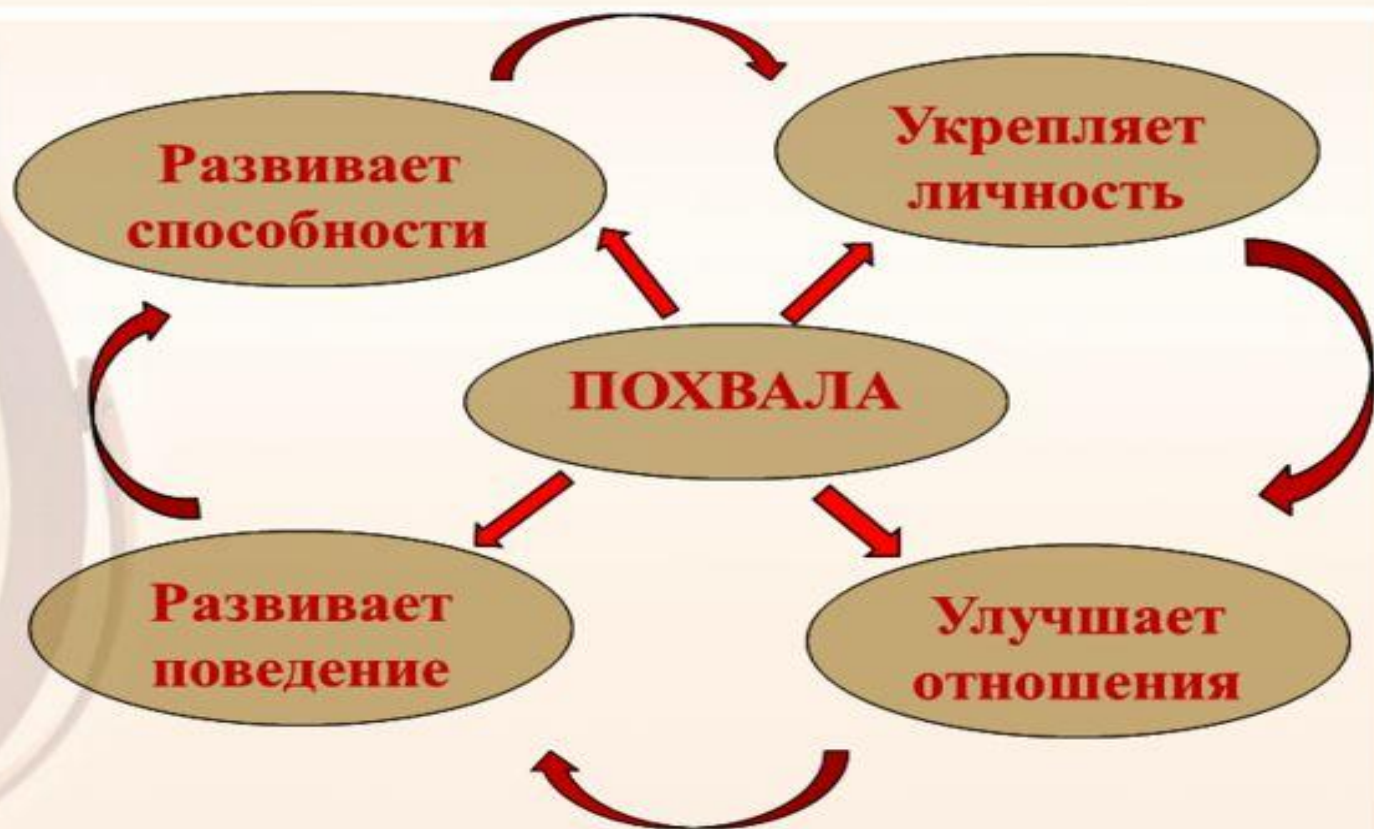 Развивает
способности
Укрепляет
личность
ПОХВАЛА
Развивает
поведение
Улучшает
отношения